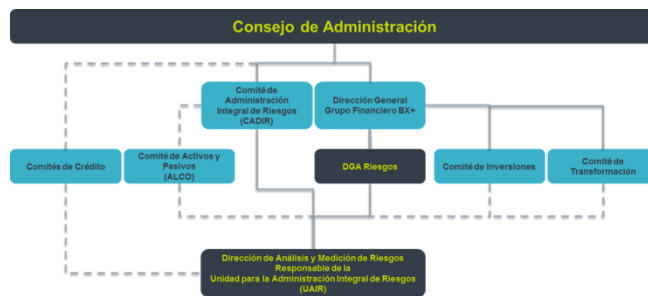 Consejo de Administración
Comité de
Administración
Integral de Riesgos
(CADIR)
Dirección General
Grupo Financiero BX+
Comités de Crédito
Comité de Activos y
Pasivos
(ALCO)
DGA Riesgos
Comité de Inversiones
Comité de
Transformación
Dirección de Análisis y Medición de Riesgos
Responsable de la
Unidad para la Administración Integral de Riesgos
(UAIR)